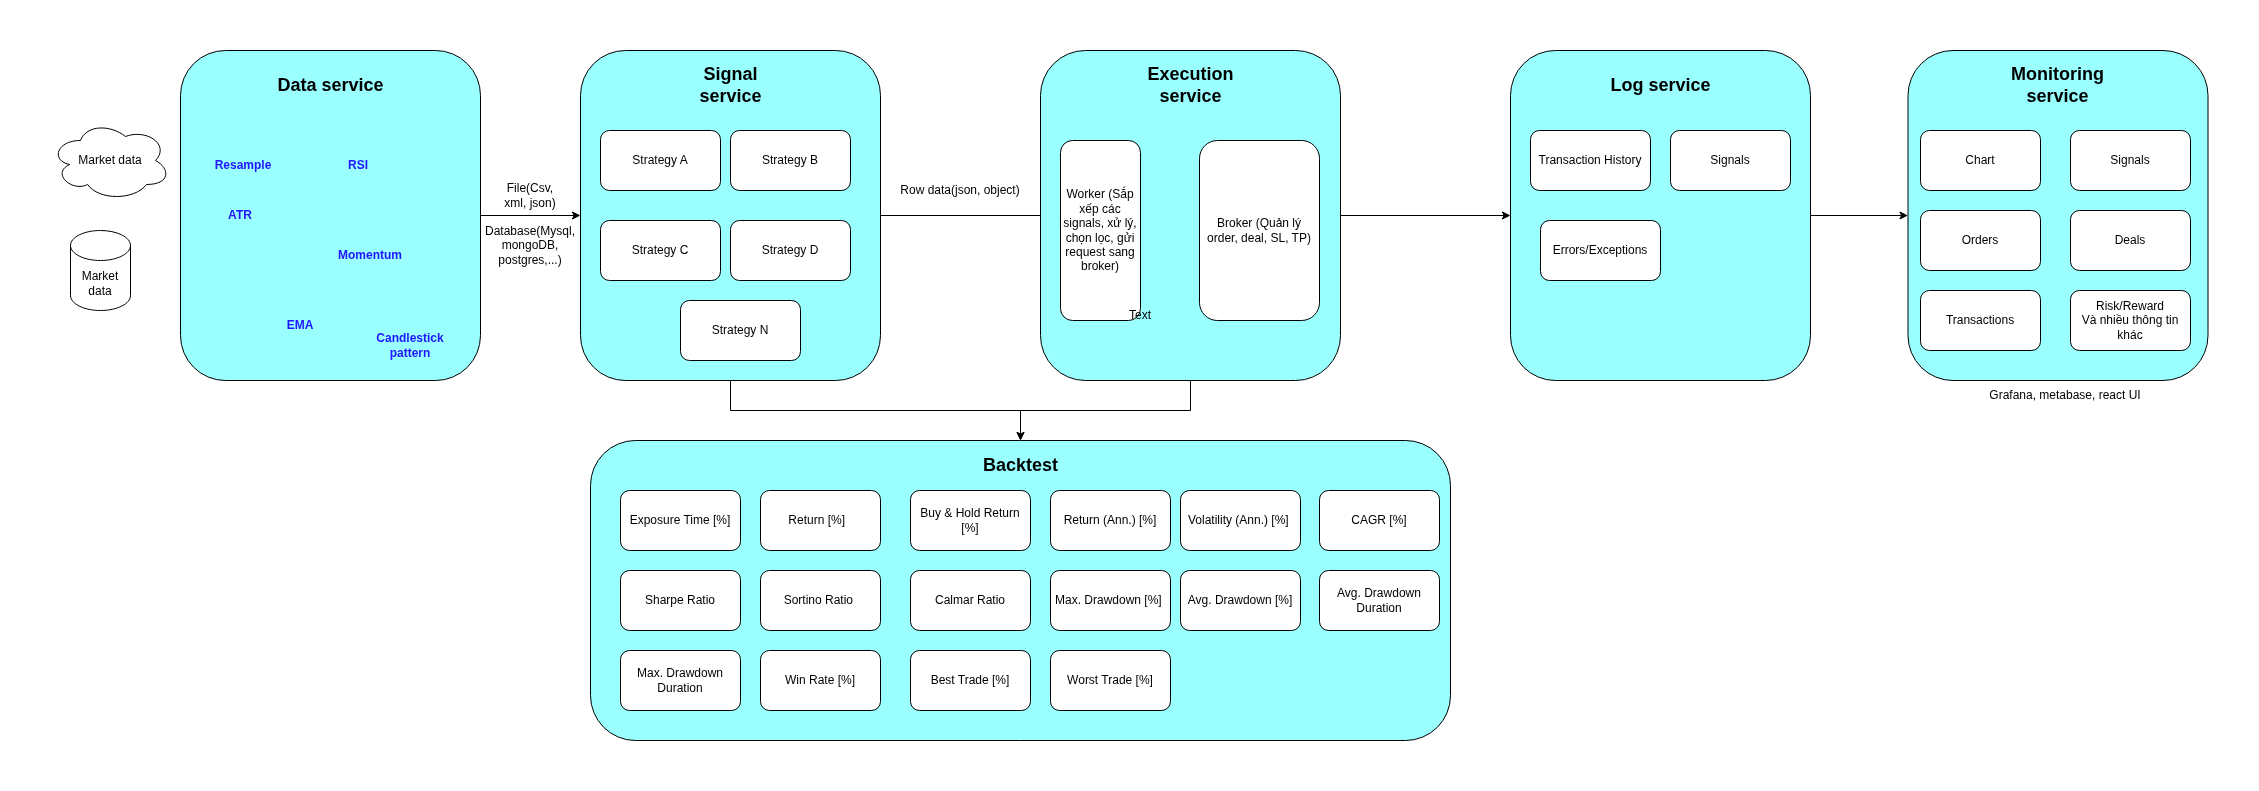 Market data
Market
data
Data service
Resample
RSI
ATR
Momentum
EMA
Candlestick
pattern
File(Csv,
xml, json)
Database(Mysql,
mongoDB,
postgres,...)
Signal
service
Strategy A
Strategy B
Strategy C
Strategy D
Strategy N
Row data(json, object)
Execution
service
Worker (Sắp
xếp các
signals, xử lý,
chọn lọc, gửi
request sang
broker)
Text
Broker (Quản lý
order, deal, SL, TP)
Log service
Transaction History
Signals
Errors/Exceptions
Monitoring
service
Chart
Signals
Orders
Deals
Transactions
Risk/Reward
Và nhiều thông tin
khác
Grafana, metabase, react UI
Backtest
Exposure Time [%]
Return [%]
Buy & Hold Return
[%]
Return (Ann.) [%]
Volatility (Ann.) [%]
CAGR [%]
Sharpe Ratio
Sortino Ratio
Calmar Ratio
Max. Drawdown [%]
Avg. Drawdown [%]
Avg. Drawdown
Duration
Max. Drawdown
Duration
Win Rate [%]
Best Trade [%]
Worst Trade [%]